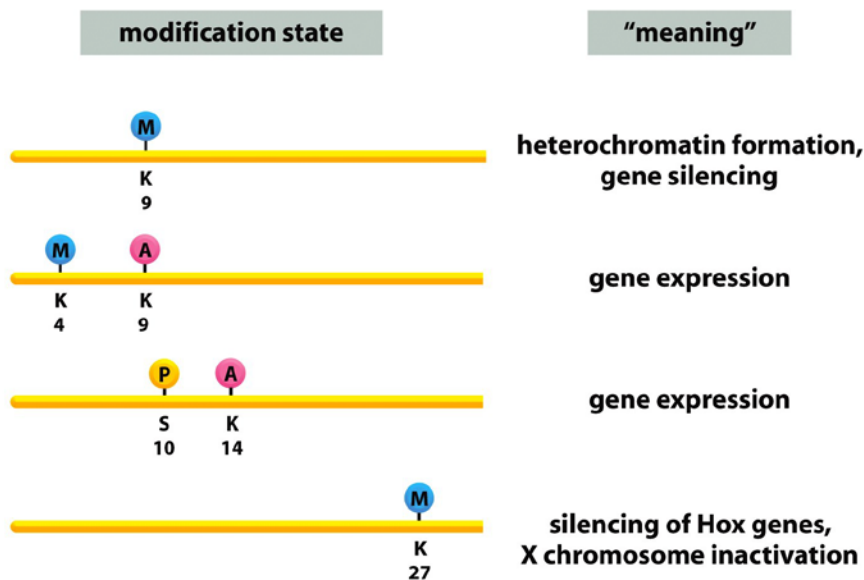 modification state
“meaning”
M
K
9
heterochromatin formation,
gene silencing
M A
K K
4 9
gene expression
P A
S K
10 14
gene expression
M
K
27
silencing of Hox genes,
X chromosome inactivation